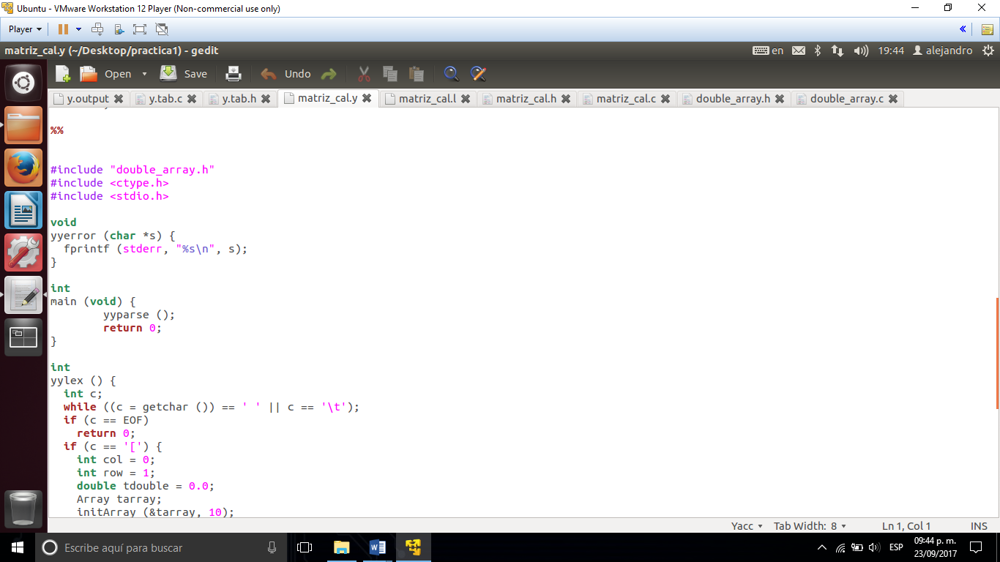 Ubuntu - VMware Workstation 12 Player (Non-commercial use only)
Player
matriz_cal.y (~/Desktop/practica1) - gedit
en
19:44
alejandro
Open
Save
Undo
y.output
y.tab.c
y.tab.h
matriz_cal.y
matriz_cal.l
matriz_cal.h
matriz_cal.c
double_array.h
double_array.c
%%
#include "double_array.h"
#include <ctype.h>
#include <stdio.h>
void
yyerror (char *s) {
  fprintf (stderr, "%s\n", s);
}
int
main (void) {
        yyparse ();
        return 0;
}
int
yylex () {
  int c;
  while ((c = getchar ()) == ' ' || c == '\t');
  if (c == EOF)
    return 0;
  if (c == '[') {
    int col = 0;
    int row = 1;
    double tdouble = 0.0;
    Array tarray;
    initArray (&tarray, 10);
Yacc
Tab Width: 8
Ln 1, Col 1
INS
Escribe aquí para buscar
ESP
09:44 p. m.
23/09/2017